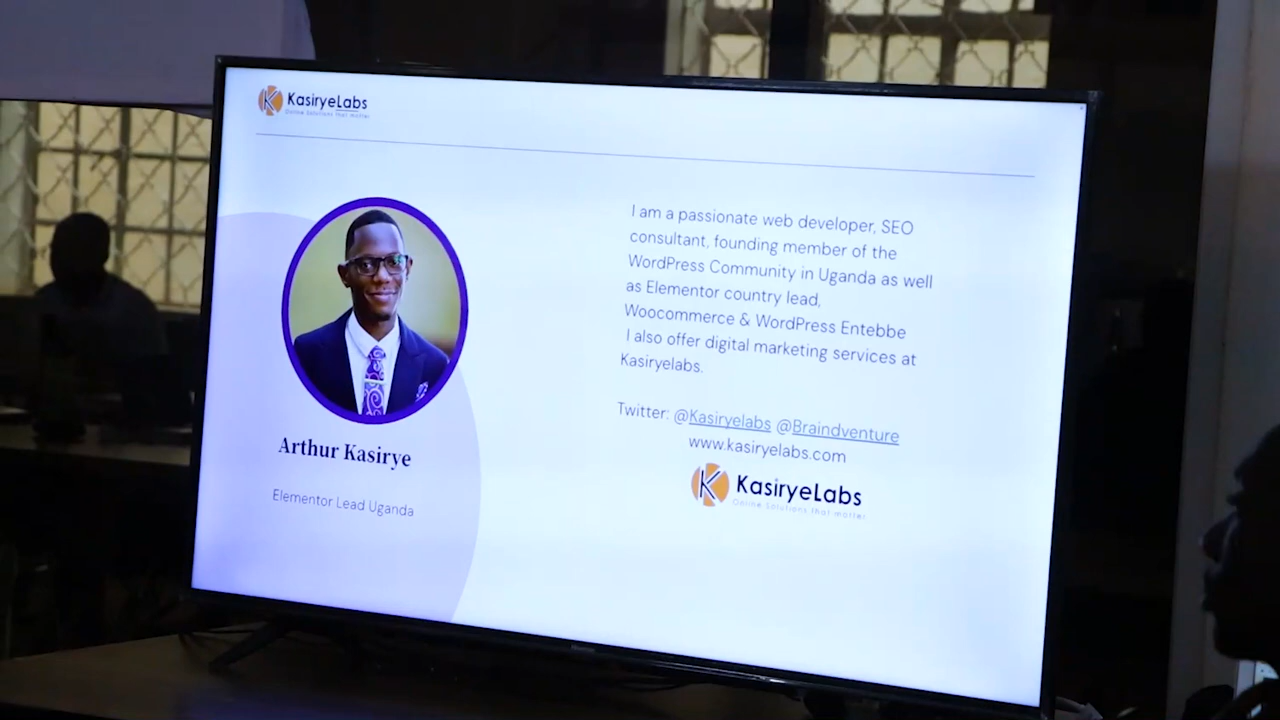 KasiryeLabs
Online Solutions that matter
I am a passionate web developer, SEO
consultant, founding member of the
WordPress Community in Uganda as well
as Elementor country lead,
Woocommerce & WordPress Entebbe
I also offer digital marketing services at
Kasiryelabs.
Twitter: @Kasiryelabs @Braindventure
www.kasiryelabs.com
KasiryeLabs
Online Solutions that matter
Arthur Kasirye
Elementor Lead Uganda